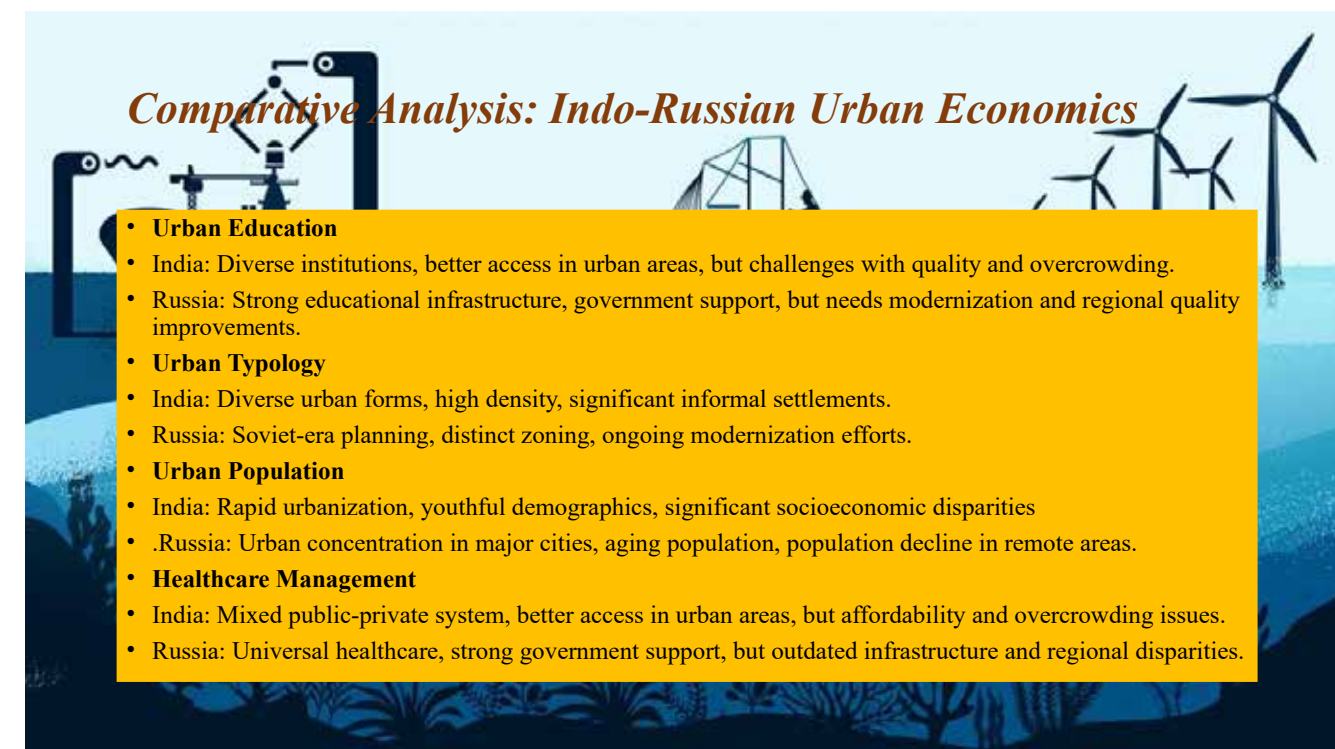 Comparative Analysis: Indo-Russian Urban Economics
• Urban Education
• India: Diverse institutions, better access in urban areas, but challenges with quality and overcrowding.
• Russia: Strong educational infrastructure, government support, but needs modernization and regional quality
improvements.
• Urban Typology
• India: Diverse urban forms, high density, significant informal settlements.
• Russia: Soviet-era planning, distinct zoning, ongoing modernization efforts.
• Urban Population
• India: Rapid urbanization, youthful demographics, significant socioeconomic disparities
• .Russia: Urban concentration in major cities, aging population, population decline in remote areas.
• Healthcare Management
• India: Mixed public-private system, better access in urban areas, but affordability and overcrowding issues.
• Russia: Universal healthcare, strong government support, but outdated infrastructure and regional disparities.